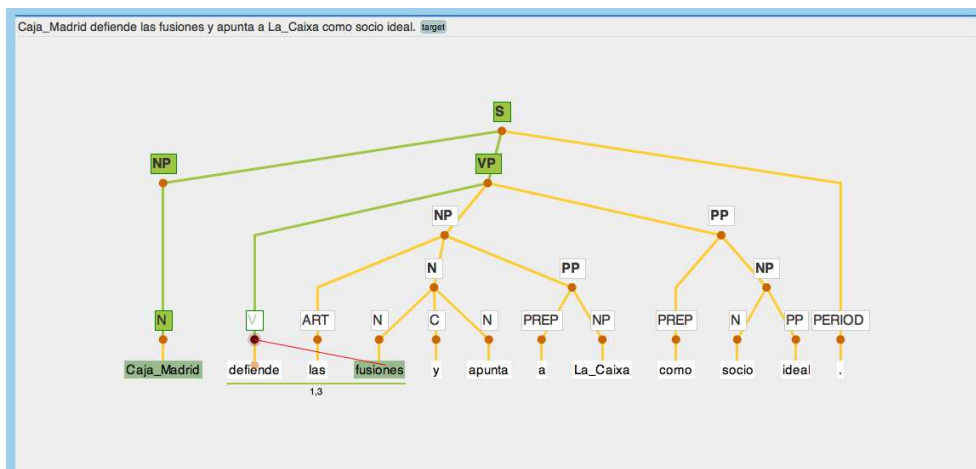 Caja_Madrid defiende las fusiones y apunta a La_Caixa como socio ideal. target
S
NP VP
NP PP
N PP NP
N V ART N C N PREP NP PREP N PP PERIOD
Caja_Madrid defiende las fusiones y apunta a La_Caixa como socio ideal .
1,3